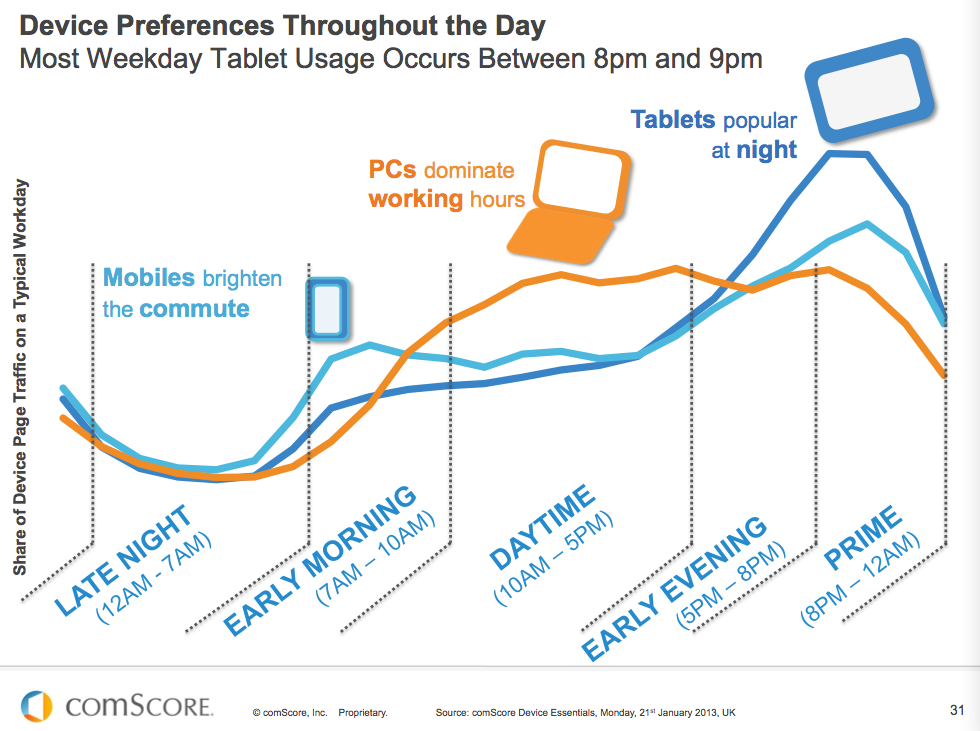 Device Preferences Throughout the Day
Most Weekday Tablet Usage Occurs Between 8pm and 9pm
Tablets popular
at night
PCs dominate
working hours
Mobiles brighten
the commute
Share of Device Page Traffic on a Typical Workday
LATE NIGHT
(12AM - 7AM)
EARLY MORNING
(7AM – 10AM)
DAYTIME
(10AM – 5PM)
EARLY EVENING
(5PM – 8PM)
PRIME
(8PM – 12AM)
comScore.
© comScore, Inc. Proprietary.
Source: comScore Device Essentials, Monday, 21st January 2013, UK
31